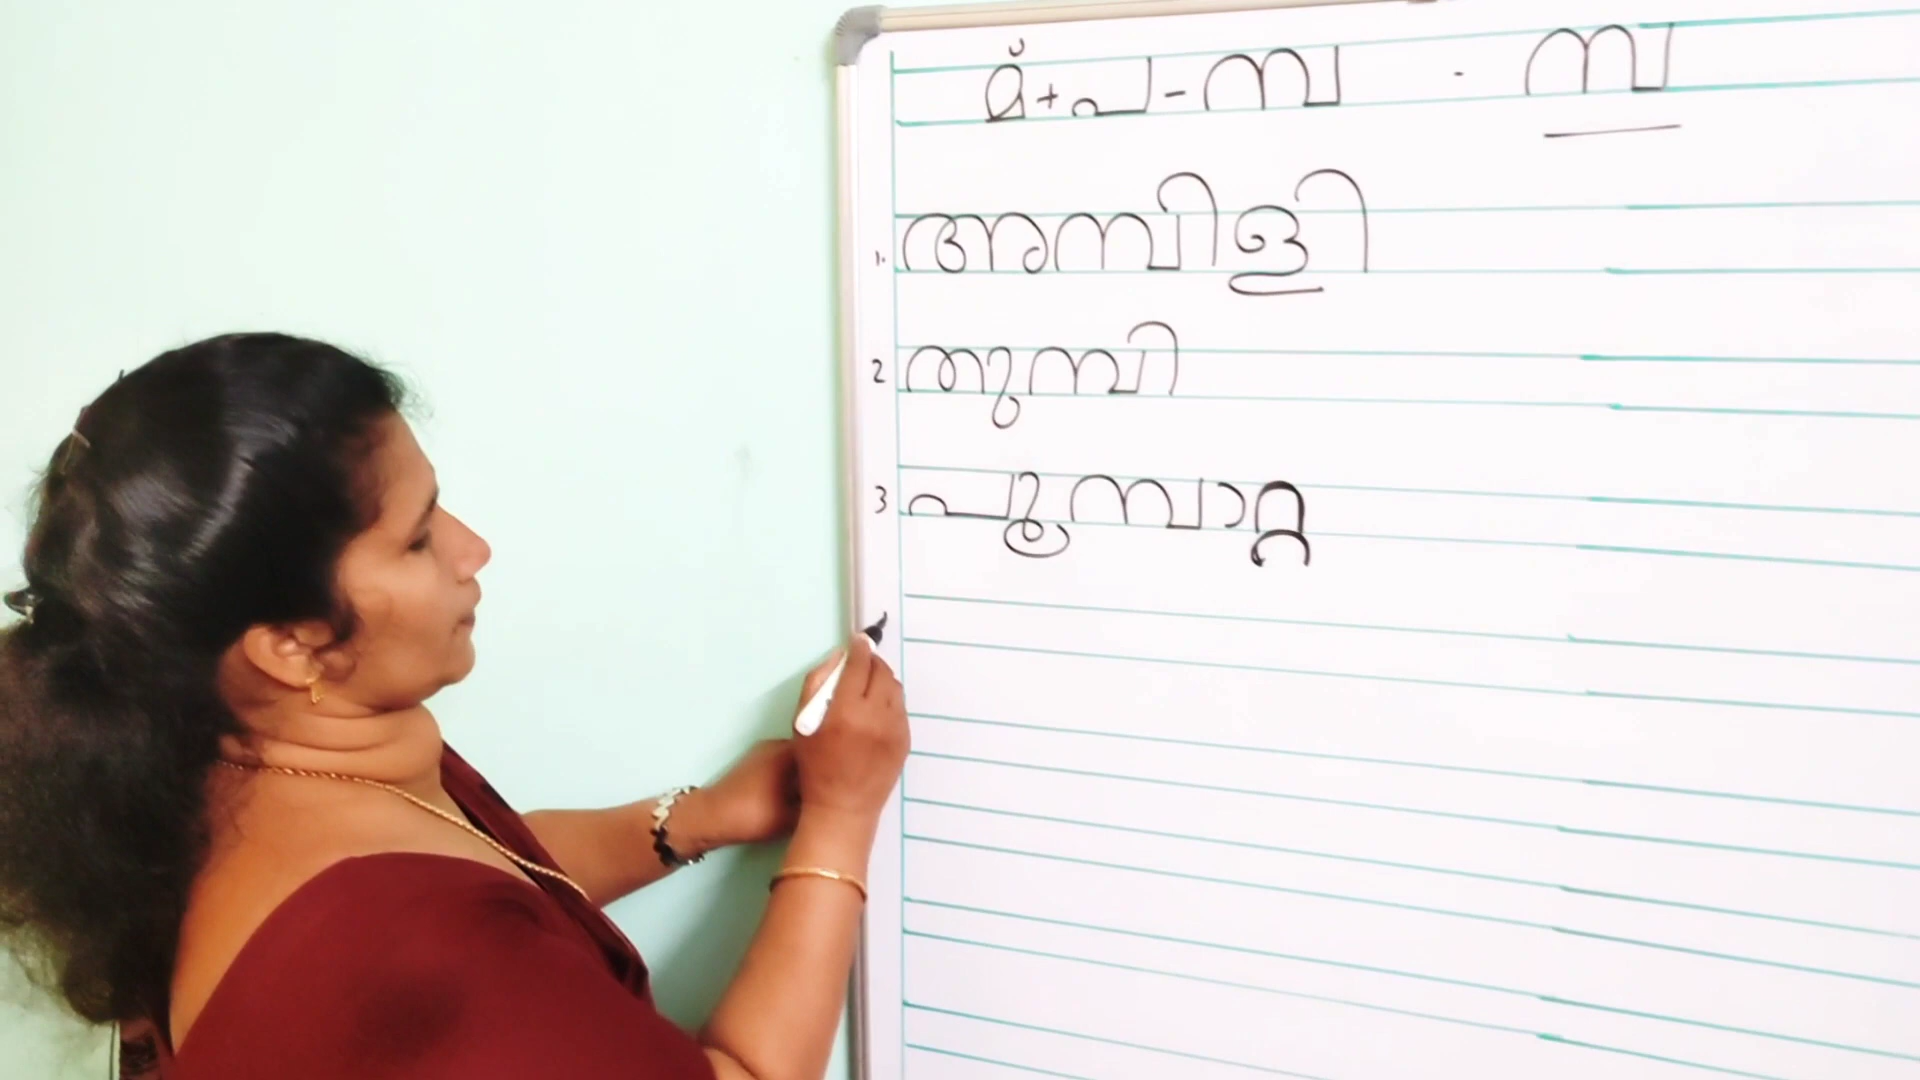 മ്+പ-മ്പ - മ്പ
1. അമ്പിളി
2 തുമ്പി
3 പൂമ്പാറ്റ